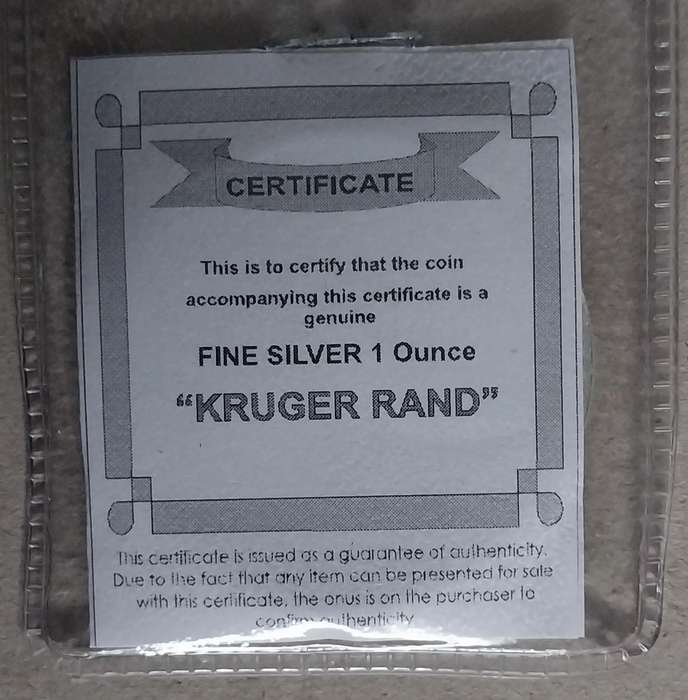 CERTIFICATE
This is to certify that the coin
accompanying this certificate is a
genuine
FINE SILVER 1 Ounce
“KRUGER RAND”
This certificate is issued as a guarantee of authenticity.
Due to the fact that any item can be presented for sale
with this certificate, the onus is on the purchaser to
confirm authenticity